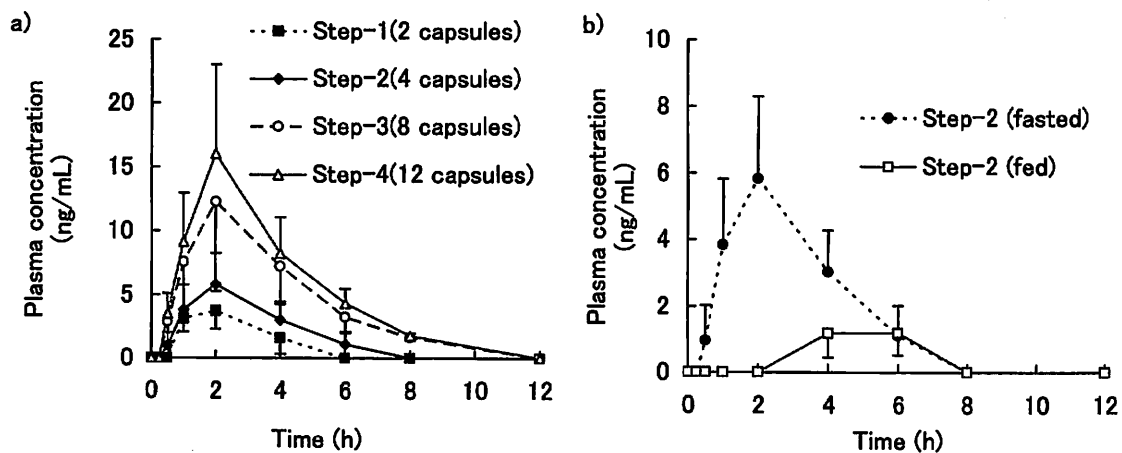 a)
Plasma concentration
(ng/mL)
25
20
15
10
5
0
0 2 4 6 8 10 12
Time (h)
Step-1(2 capsules)
Step-2(4 capsules)
Step-3(8 capsules)
Step-4(12 capsules)
b)
Plasma concentration
(ng/mL)
10
8
6
4
2
0
0 2 4 6 8 10 12
Time (h)
Step-2 (fasted)
Step-2 (fed)